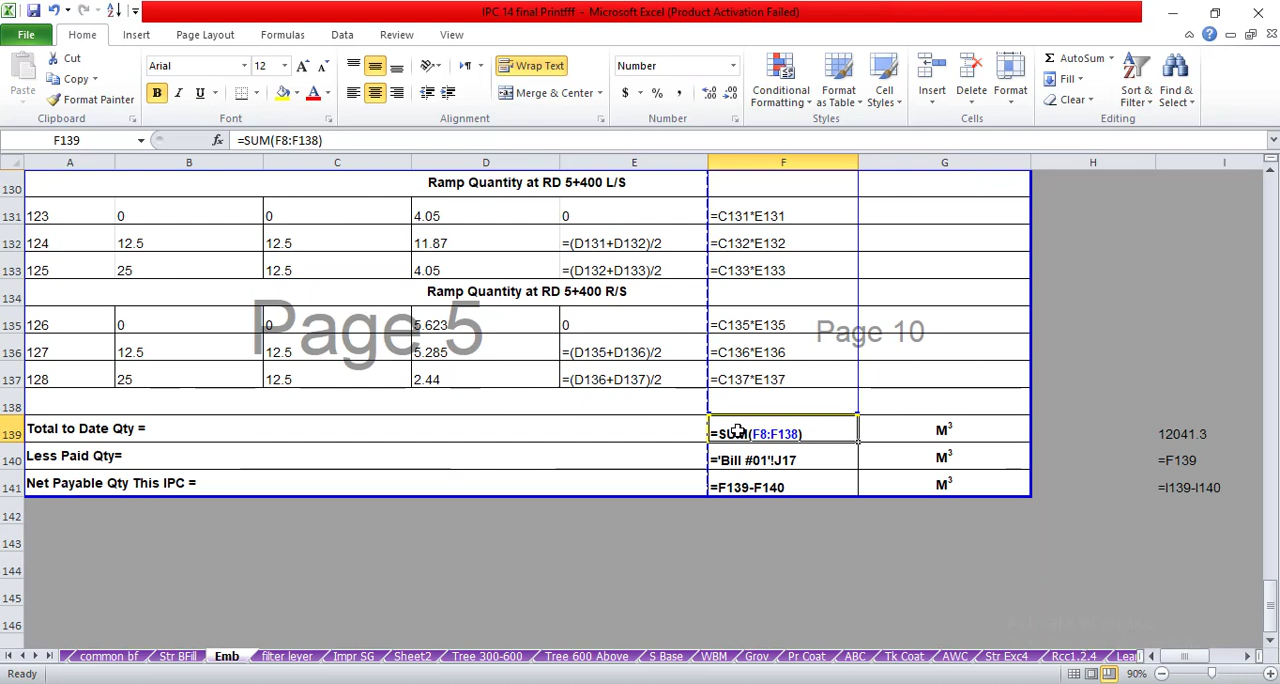 IPC 14 final Printfff - Microsoft Excel (Product Activation Failed)
File Home Insert Page Layout Formulas Data Review View
Paste Cut Copy Format Painter Clipboard
Arial 12 A A B I U A Font
Wrap Text Merge & Center Alignment
Number $ % , Number
Conditional Formatting Format as Table Cell Styles Styles
Insert Delete Format Cells
Σ AutoSum Fill Clear Sort & Filter Find & Select Editing
F139 fx =SUM(F8:F138)
A B C D E F G H I
130 Ramp Quantity at RD 5+400 L/S
131 123 0 0 4.05 0 =C131*E131
132 124 12.5 12.5 11.87 =(D131+D132)/2 =C132*E132
133 125 25 12.5 4.05 =(D132+D133)/2 =C133*E133
134 Ramp Quantity at RD 5+400 R/S
Page 5 Page 10
135 126 0 0 5.623 0 =C135*E135
136 127 12.5 12.5 5.285 =(D135+D136)/2 =C136*E136
137 128 25 12.5 2.44 =(D136+D137)/2 =C137*E137
138
139 Total to Date Qty = =SUM(F8:F138) M³ 12041.3
140 Less Paid Qty= ='Bill #01'!J17 M³ =F139
141 Net Payable Qty This IPC = =F139-F140 M³ =I139-I140
142
143
144
145
146
common bf Str BFill Emb filter lever Impr SG Sheet2 Tree 300-600 Tree 600 Above S Base WBM Grov Pr Coat ABC Tk Coat AWC Str Exc4 Rcc1.2.4 Lea
Ready 90%